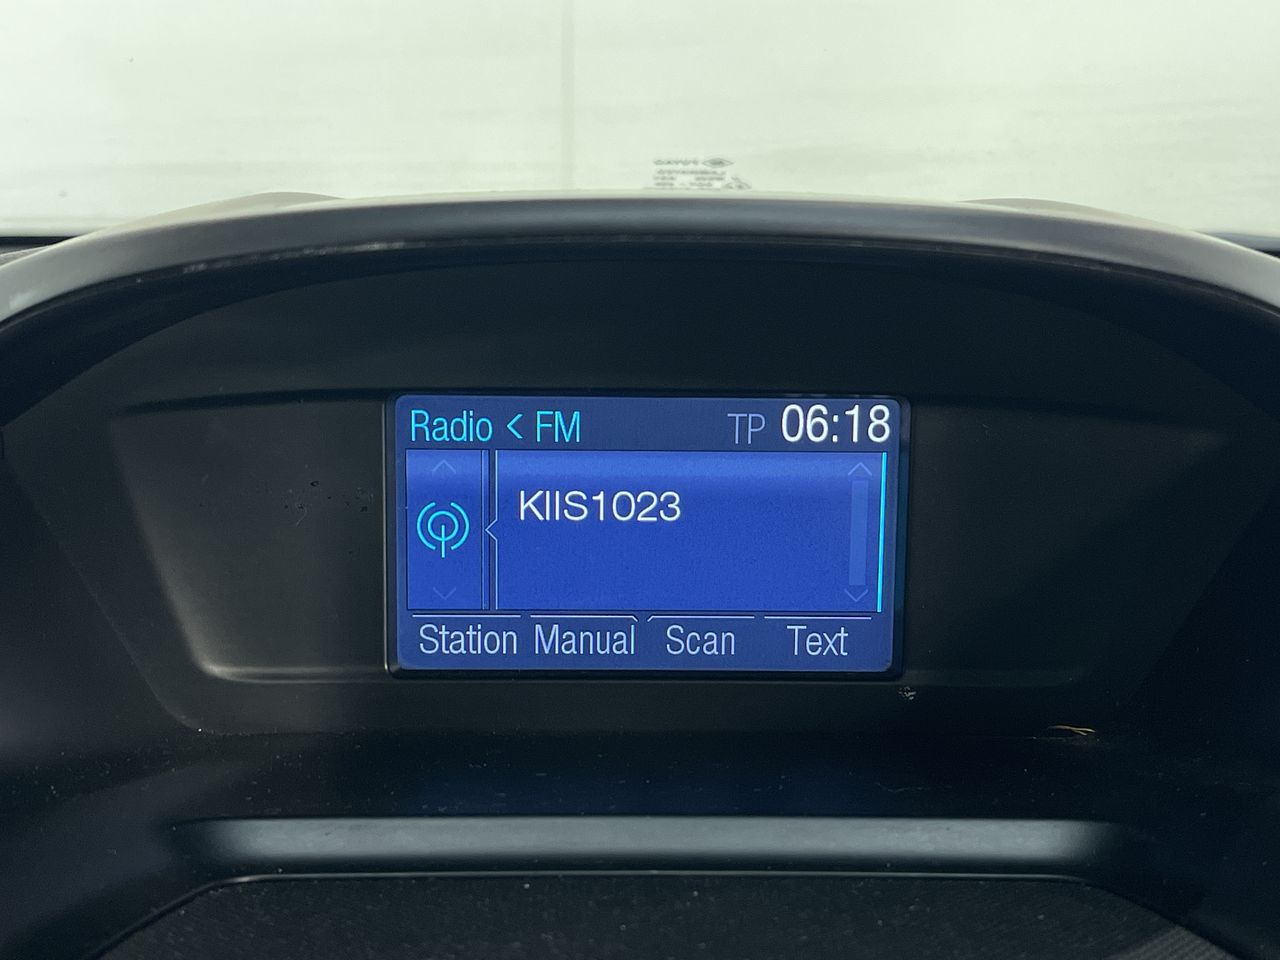 Radio < FM TP 06:18
KIIS1023
Station Manual Scan Text